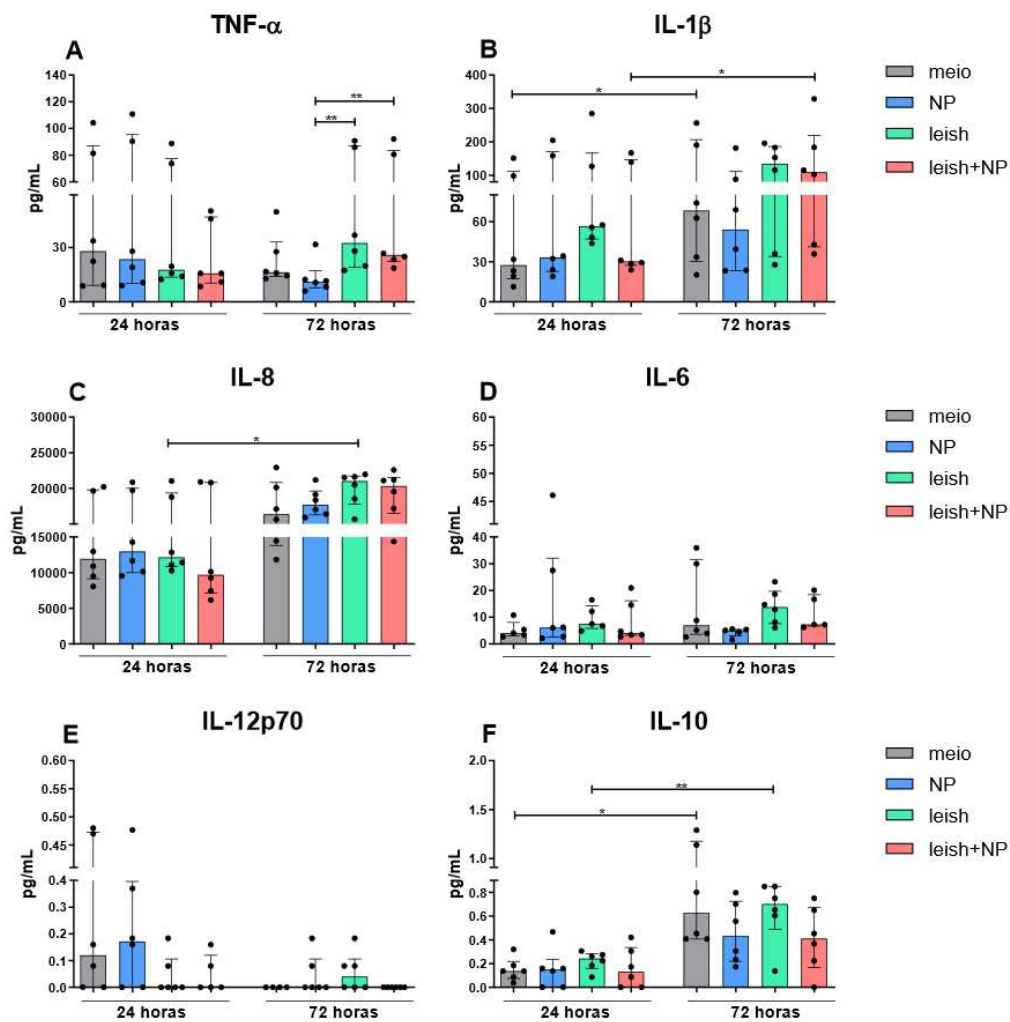 TNF-α
A
140
120
100
80
60
30
0
pg/mL
**
**
24 horas
72 horas
IL-1β
B
400
300
200
100
60
30
0
pg/mL
*
*
24 horas
72 horas
meio
NP
leish
leish+NP
IL-8
C
30000
25000
20000
15000
10000
5000
0
pg/mL
*
24 horas
72 horas
IL-6
D
60
55
50
45
40
30
20
10
0
pg/mL
24 horas
72 horas
meio
NP
leish
leish+NP
IL-12p70
E
0.60
0.55
0.50
0.45
0.4
0.3
0.2
0.1
0.0
pg/mL
24 horas
72 horas
IL-10
F
2.0
1.5
1.0
0.8
0.6
0.4
0.2
0.0
pg/mL
*
**
24 horas
72 horas
meio
NP
leish
leish+NP